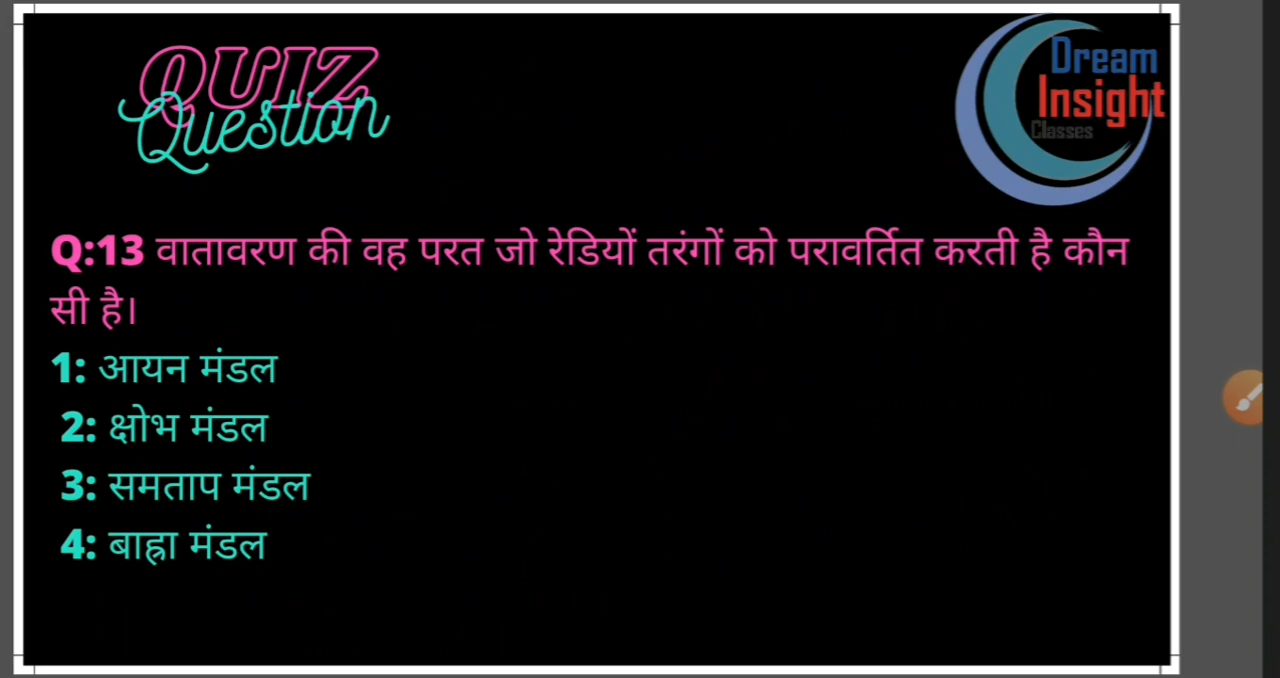 QUIZ
Question
Dream
Insight
Classes
Q:13 वातावरण की वह परत जो रेडियों तरंगों को परावर्तित करती है कौन
सी है।
1: आयन मंडल
2: क्षोभ मंडल
3: समताप मंडल
4: बाह्रा मंडल